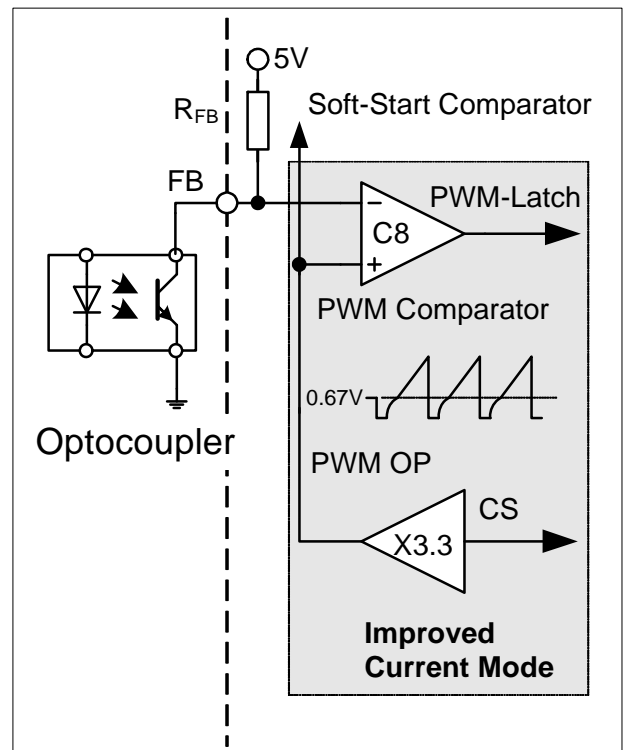 5V
R_FB
Soft-Start Comparator
FB
−
C8
+
PWM-Latch
PWM Comparator
0.67V
Optocoupler
PWM OP
CS
X3.3
Improved
Current Mode